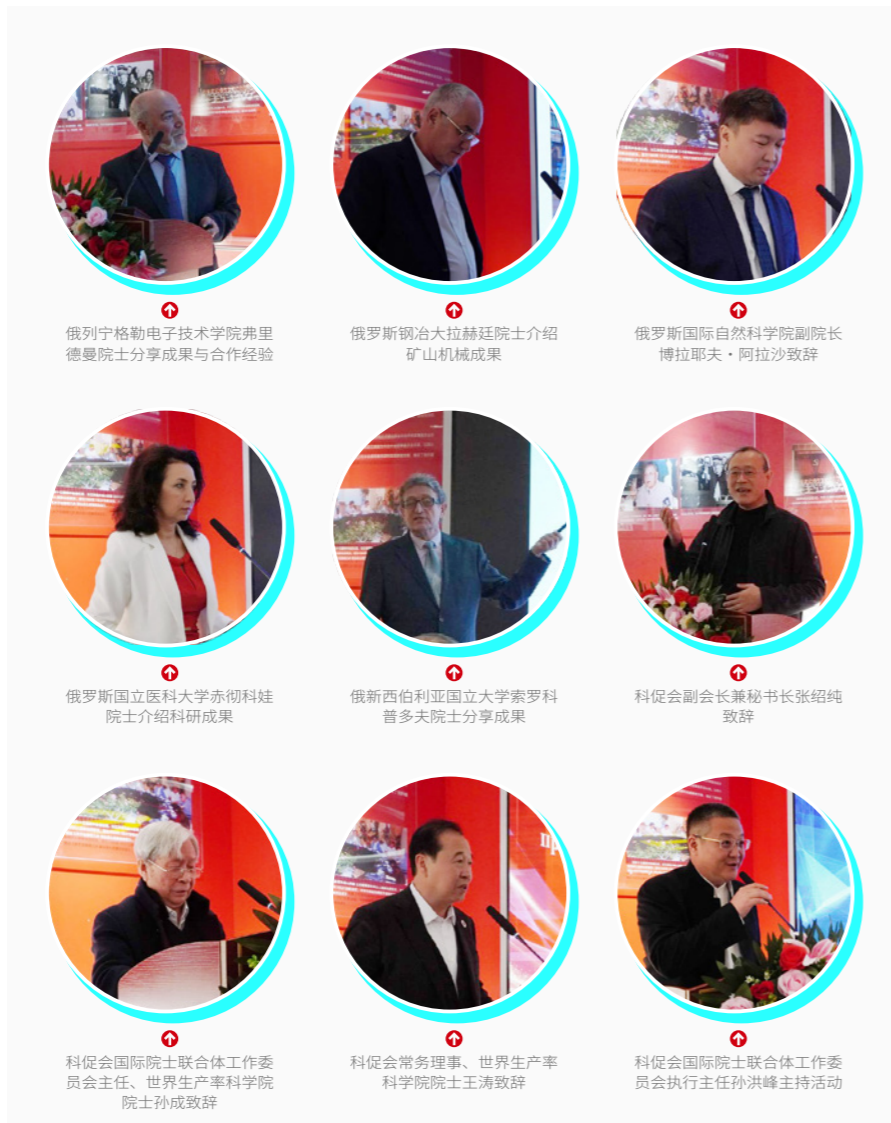 俄列宁格勒电子技术学院弗里
德曼院士分享成果与合作经验
俄罗斯钢冶大拉赫廷院士介绍
矿山机械成果
俄罗斯国际自然科学院副院长
博拉耶夫·阿拉沙致辞
俄罗斯国立医科大学赤彻科娃
院士介绍科研成果
俄新西伯利亚国立大学索罗科
普多夫院士分享成果
科促会副会长兼秘书长张绍纯
致辞
科促会国际院士联合体工作委
员会主任、世界生产率科学院
院士孙成致辞
科促会常务理事、世界生产率
科学院院士王涛致辞
科促会国际院士联合体工作委
员会执行主任孙洪峰主持活动